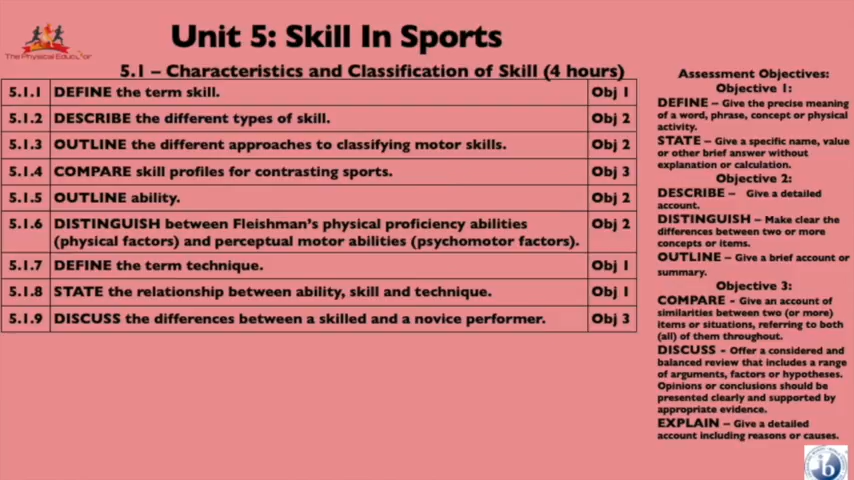 The Physical Educator
Unit 5: Skill In Sports
5.1 – Characteristics and Classification of Skill (4 hours)
5.1.1 DEFINE the term skill. Obj 1
5.1.2 DESCRIBE the different types of skill. Obj 2
5.1.3 OUTLINE the different approaches to classifying motor skills. Obj 2
5.1.4 COMPARE skill profiles for contrasting sports. Obj 3
5.1.5 OUTLINE ability. Obj 2
5.1.6 DISTINGUISH between Fleishman's physical proficiency abilities Obj 2
(physical factors) and perceptual motor abilities (psychomotor factors).
5.1.7 DEFINE the term technique. Obj 1
5.1.8 STATE the relationship between ability, skill and technique. Obj 1
5.1.9 DISCUSS the differences between a skilled and a novice performer. Obj 3
Assessment Objectives:
Objective 1:
DEFINE – Give the precise meaning
of a word, phrase, concept or physical
activity.
STATE – Give a specific name, value
or other brief answer without
explanation or calculation.
Objective 2:
DESCRIBE – Give a detailed
account.
DISTINGUISH – Make clear the
differences between two or more
concepts or items.
OUTLINE – Give a brief account or
summary.
Objective 3:
COMPARE - Give an account of
similarities between two (or more)
items or situations, referring to both
(all) of them throughout.
DISCUSS - Offer a considered and
balanced review that includes a range
of arguments, factors or hypotheses.
Opinions or conclusions should be
presented clearly and supported by
appropriate evidence.
EXPLAIN – Give a detailed
account including reasons or causes.
ib